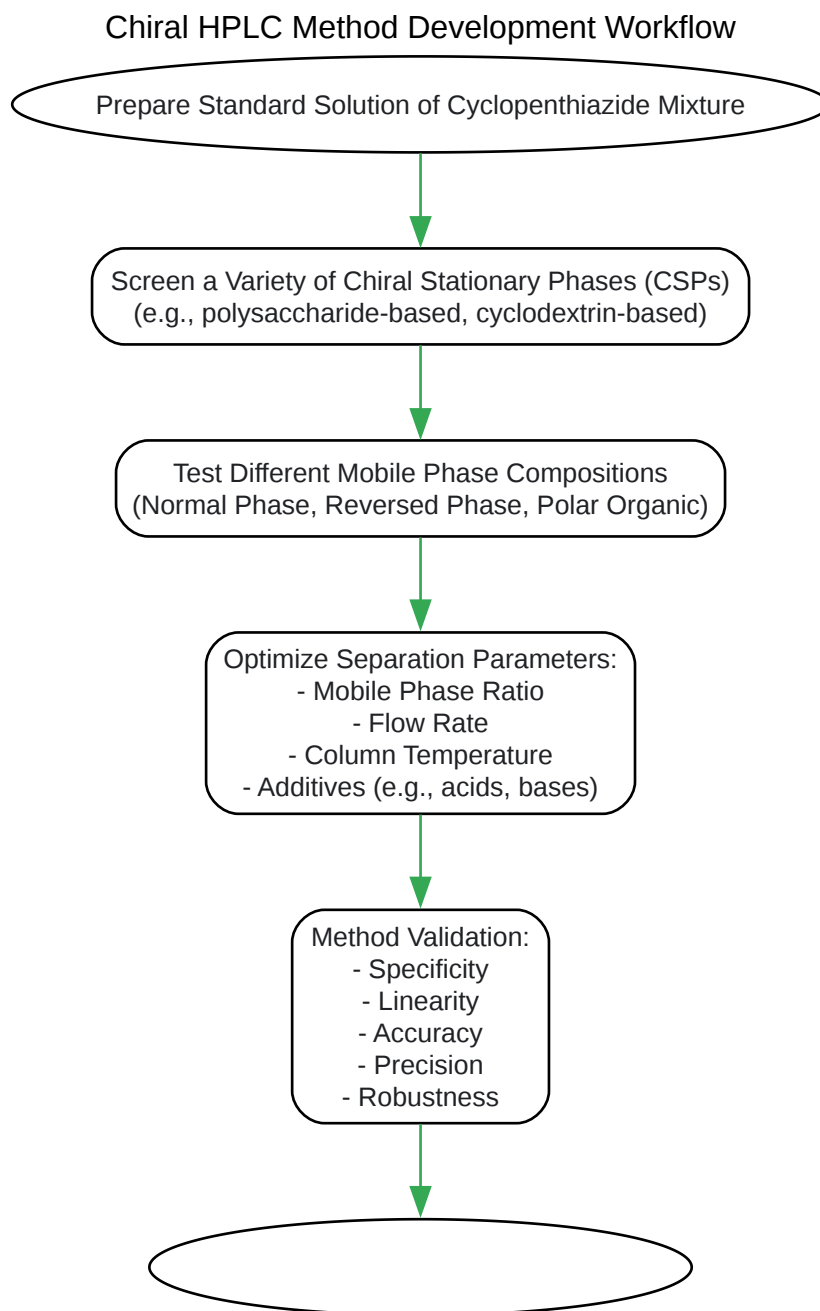 Chiral HPLC Method Development Workflow
Prepare Standard Solution of Cyclopenthiazide Mixture
Screen a Variety of Chiral Stationary Phases (CSPs)
(e.g., polysaccharide-based, cyclodextrin-based)
Test Different Mobile Phase Compositions
(Normal Phase, Reversed Phase, Polar Organic)
Optimize Separation Parameters:
- Mobile Phase Ratio
- Flow Rate
- Column Temperature
- Additives (e.g., acids, bases)
Method Validation:
- Specificity
- Linearity
- Accuracy
- Precision
- Robustness